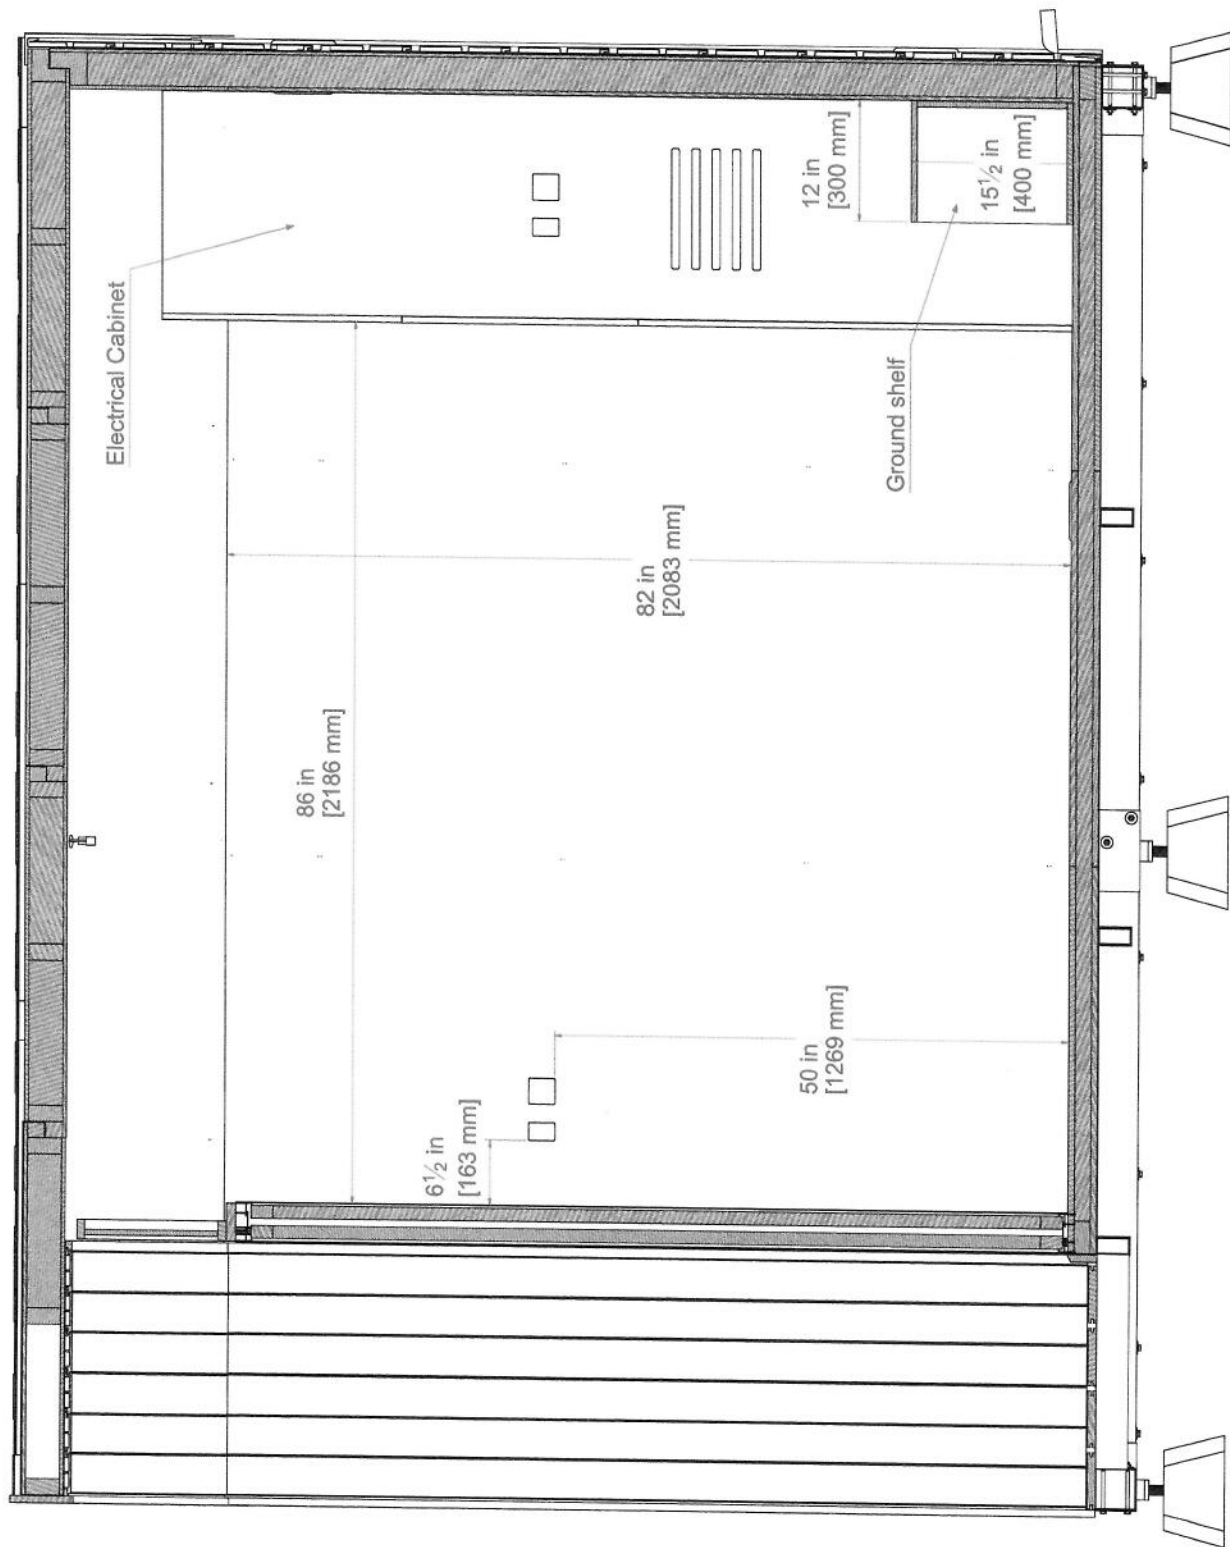 Electrical Cabinet
12 in
[300 mm]
15½ in
[400 mm]
Ground shelf
86 in
[2186 mm]
82 in
[2083 mm]
6½ in
[163 mm]
50 in
[1269 mm]